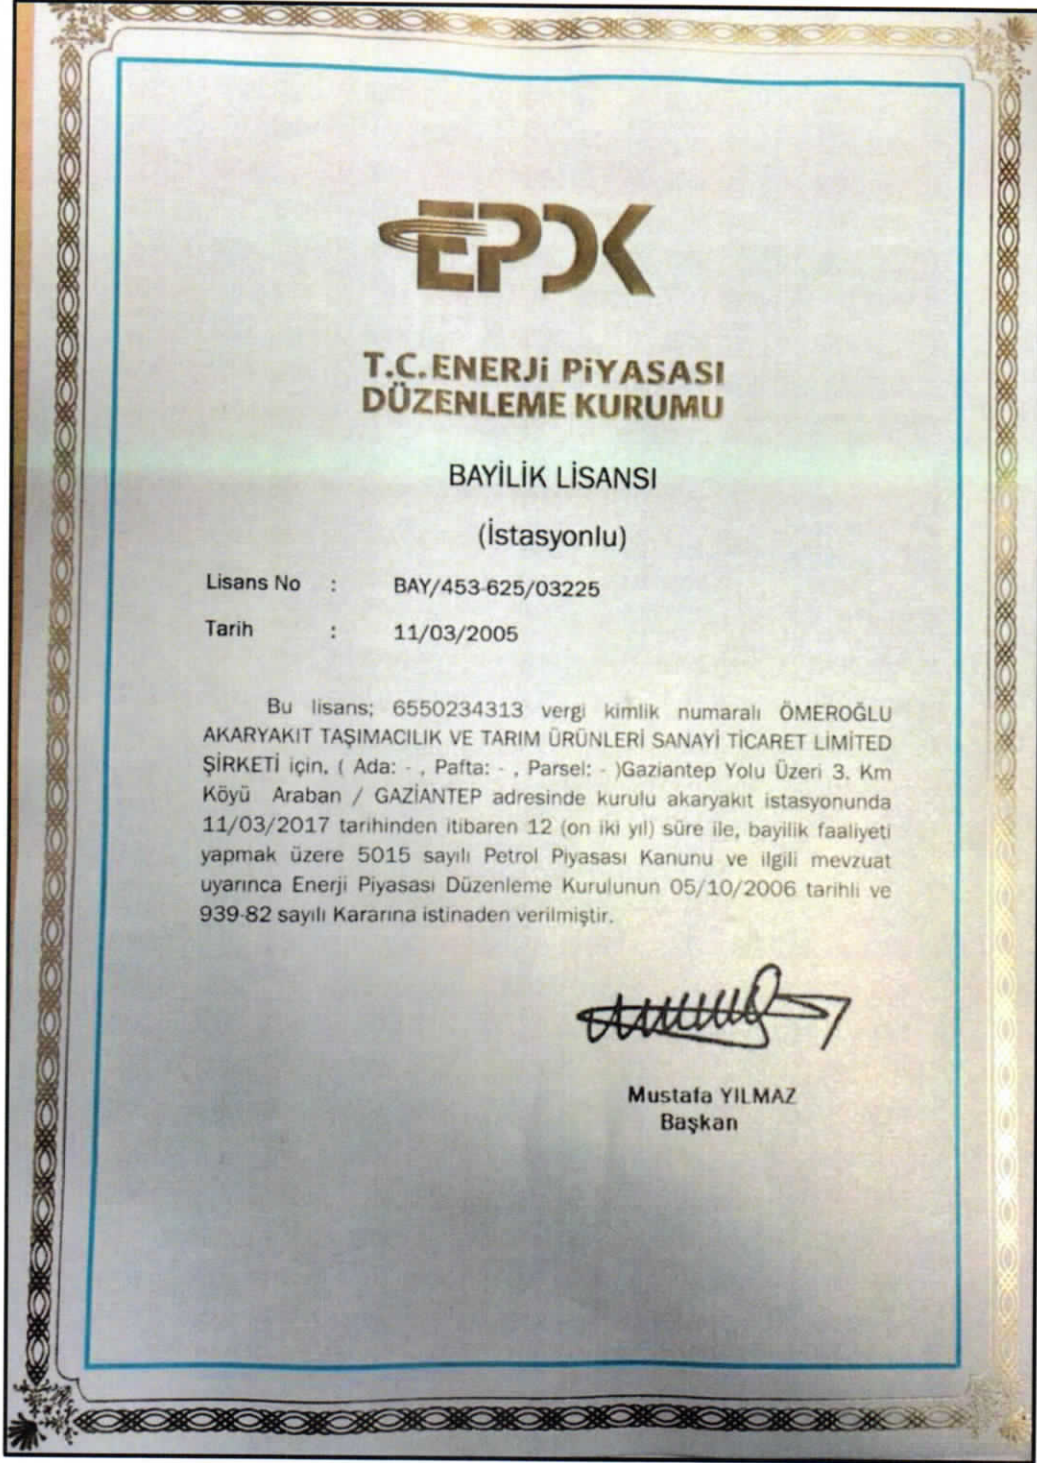 EPDK
T.C. ENERJİ PİYASASI
DÜZENLEME KURUMU
BAYİLİK LİSANSI
(İstasyonlu)
Lisans No : BAY/453-625/03225
Tarih : 11/03/2005
Bu lisans; 6550234313 vergi kimlik numaralı ÖMEROĞLU
AKARYAKIT TAŞIMACILIK VE TARIM ÜRÜNLERİ SANAYİ TİCARET LİMİTED
ŞİRKETİ için, ( Ada: - , Pafta: - , Parsel: - )Gaziantep Yolu Üzeri 3. Km
Köyü Araban / GAZİANTEP adresinde kurulu akaryakıt istasyonunda
11/03/2017 tarihinden itibaren 12 (on iki yıl) süre ile, bayilik faaliyeti
yapmak üzere 5015 sayılı Petrol Piyasası Kanunu ve ilgili mevzuat
uyarınca Enerji Piyasası Düzenleme Kurulunun 05/10/2006 tarihli ve
939-82 sayılı Kararına istinaden verilmiştir.
Mustafa YILMAZ
Başkan